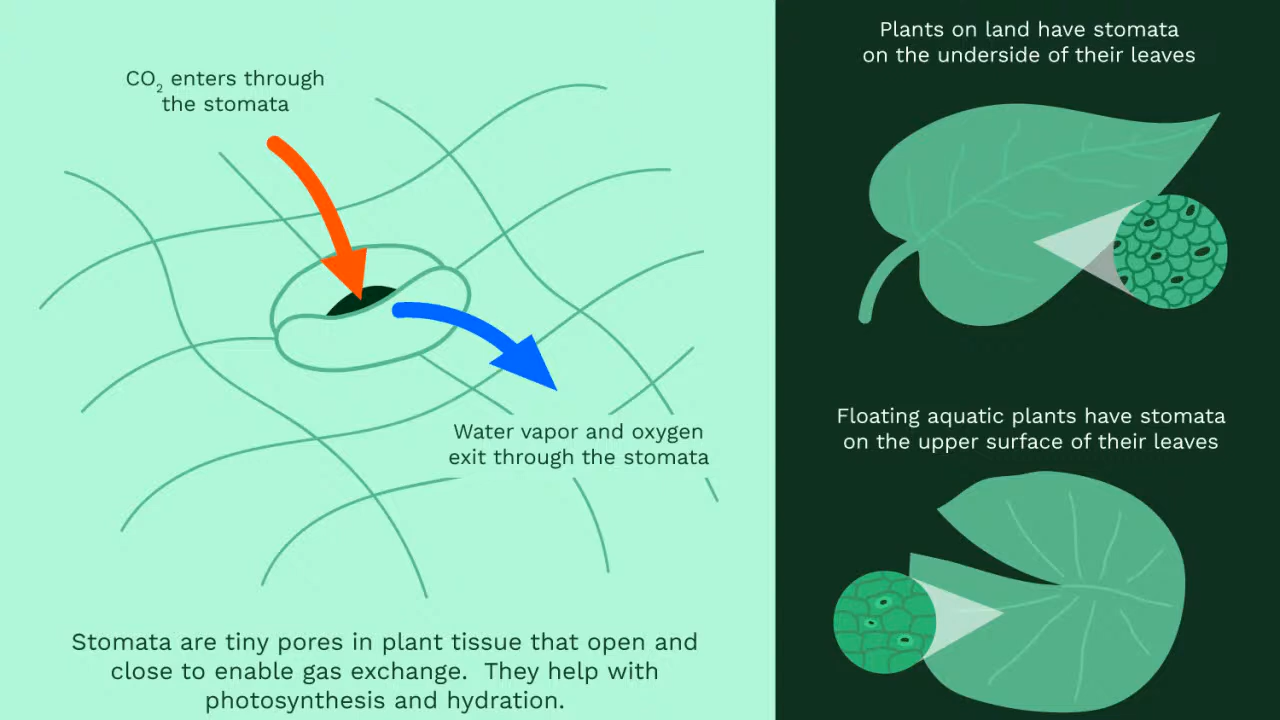 CO₂ enters through
the stomata
Water vapor and oxygen
exit through the stomata
Stomata are tiny pores in plant tissue that open and
close to enable gas exchange.  They help with
photosynthesis and hydration.
Plants on land have stomata
on the underside of their leaves
Floating aquatic plants have stomata
on the upper surface of their leaves